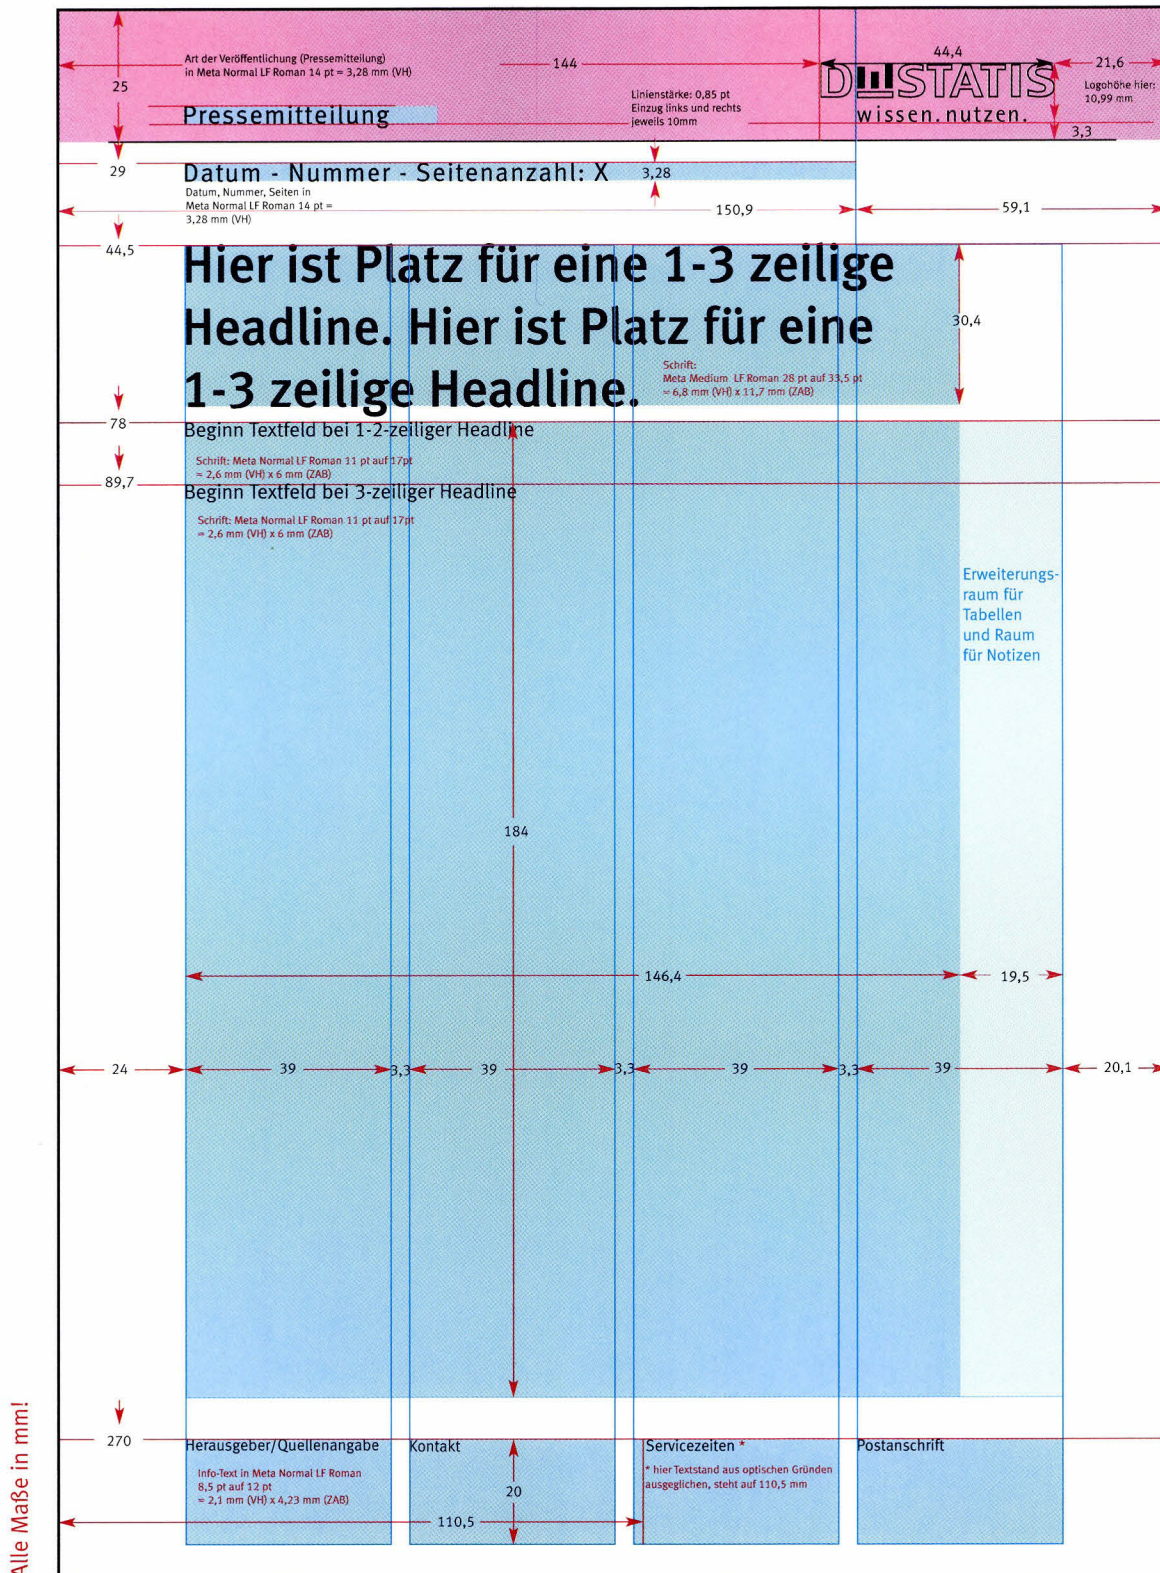 Art der Veröffentlichung (Pressemitteilung)
in Meta Normal LF Roman 14 pt = 3,28 mm (VH)
144
44,4
21,6
25
DESTATIS
wissen.nutzen.
Logohöhe hier:
10,99 mm
Linienstärke: 0,85 pt
Einzug links und rechts
jeweils 10mm
Pressemitteilung
3,3
29
Datum - Nummer - Seitenanzahl: X
3,28
Datum, Nummer, Seiten in
Meta Normal LF Roman 14 pt =
3,28 mm (VH)
150,9
59,1
44,5
Hier ist Platz für eine 1-3 zeilige
Headline. Hier ist Platz für eine
1-3 zeilige Headline.
30,4
Schrift:
Meta Medium LF Roman 28 pt auf 33,5 pt
= 6,8 mm (VH) x 11,7 mm (ZAB)
78
Beginn Textfeld bei 1-2-zeiliger Headline
Schrift: Meta Normal LF Roman 11 pt auf 17pt
= 2,6 mm (VH) x 6 mm (ZAB)
89,7
Beginn Textfeld bei 3-zeiliger Headline
Schrift: Meta Normal LF Roman 11 pt auf 17pt
= 2,6 mm (VH) x 6 mm (ZAB)
Erweiterungs-
raum für
Tabellen
und Raum
für Notizen
184
146,4
19,5
24
39
3,3
39
3,3
39
3,3
39
20,1
270
Herausgeber/Quellenangabe
Info-Text in Meta Normal LF Roman
8,5 pt auf 12 pt
= 2,1 mm (VH) x 4,23 mm (ZAB)
Kontakt
20
Servicezeiten *
* hier Textstand aus optischen Gründen
ausgeglichen, steht auf 110,5 mm
Postanschrift
110,5
Alle Maße in mm!